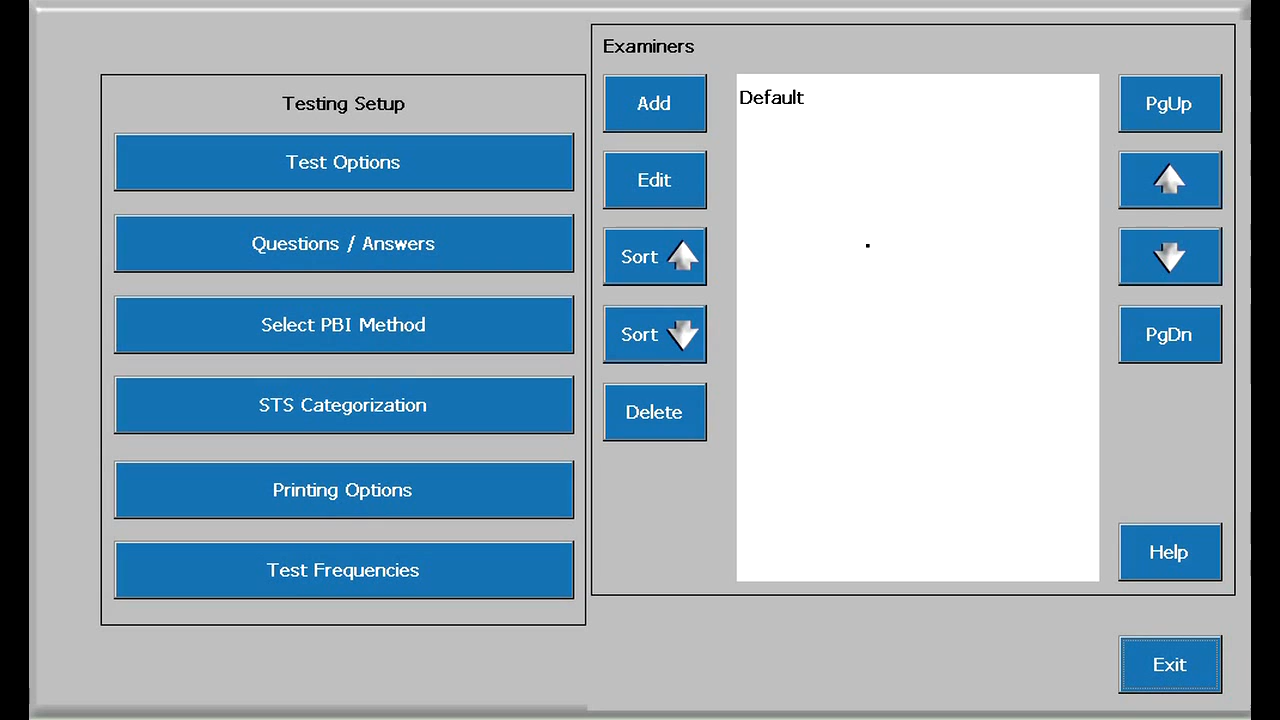 Testing Setup
Test Options
Questions / Answers
Select PBI Method
STS Categorization
Printing Options
Test Frequencies
Examiners
Add
Edit
Sort
Sort
Delete
Default
PgUp
PgDn
Help
Exit